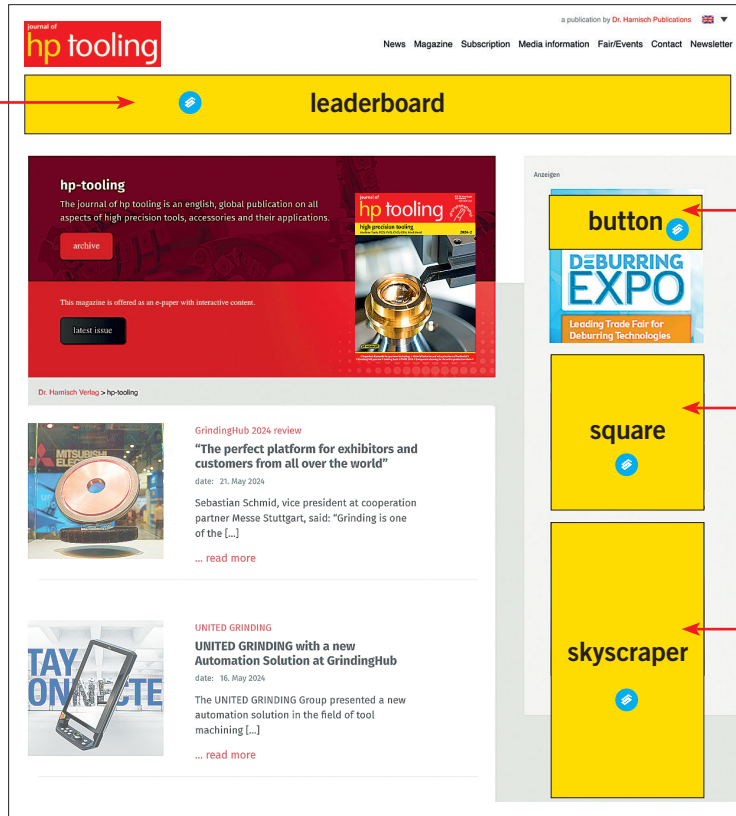 a publication by Dr. Harnisch Publications
journal of
hp tooling
News Magazine Subscription Media information Fair/Events Contact Newsletter
leaderboard
hp-tooling
The journal of hp tooling is an english, global publication on all
aspects of high precision tools, accessories and their applications.
archive
This magazine is offered as an e-paper with interactive content.
latest issue
journal of
hp tooling
high precision tooling
2024-2
Anzeigen
button
DEBURRING
EXPO
Leading Trade Fair for
Deburring Technologies
square
skyscraper
Dr. Harnisch Verlag > hp-tooling
MITSUBISHI
ELEC
GrindingHub 2024 review
“The perfect platform for exhibitors and
customers from all over the world”
date: 21. May 2024
Sebastian Schmid, vice president at cooperation
partner Messe Stuttgart, said: “Grinding is one
of the […]
... read more
TAY
ONNECTE
UNITED GRINDING
UNITED GRINDING with a new
Automation Solution at GrindingHub
date: 16. May 2024
The UNITED GRINDING Group presented a new
automation solution in the field of tool
machining […]
... read more